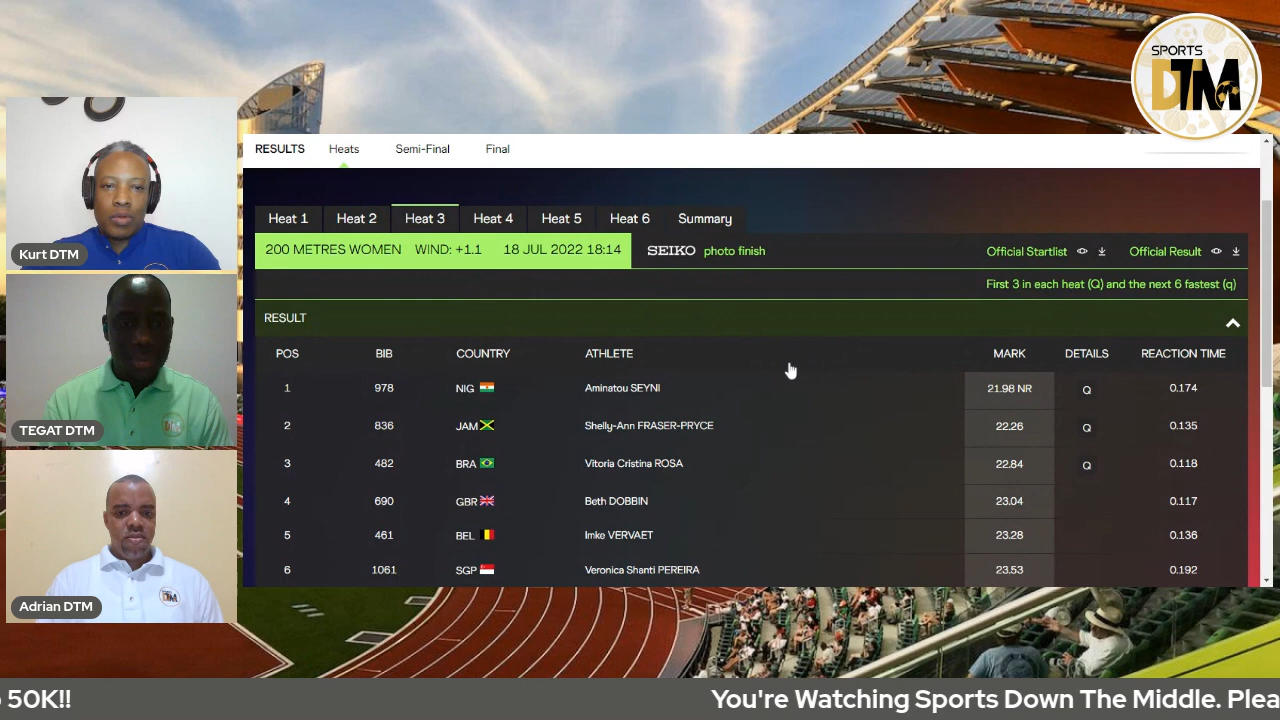 SPORTS
DTM
RESULTS Heats Semi-Final Final
Heat 1 Heat 2 Heat 3 Heat 4 Heat 5 Heat 6 Summary
200 METRES WOMEN WIND: +1.1 18 JUL 2022 18:14 SEIKO photo finish Official Startlist Official Result
First 3 in each heat (Q) and the next 6 fastest (q)
RESULT
POS BIB COUNTRY ATHLETE MARK DETAILS REACTION TIME
1 978 NIG Aminatou SEYNI 21.98 NR Q 0.174
2 836 JAM Shelly-Ann FRASER-PRYCE 22.26 Q 0.135
3 482 BRA Vitoria Cristina ROSA 22.84 Q 0.118
4 690 GBR Beth DOBBIN 23.04 0.117
5 461 BEL Imke VERVAET 23.28 0.136
6 1061 SGP Veronica Shanti PEREIRA 23.53 0.192
Kurt DTM
TEGAT DTM
DTM
Adrian DTM
DTM
50K!! You're Watching Sports Down The Middle. Plea